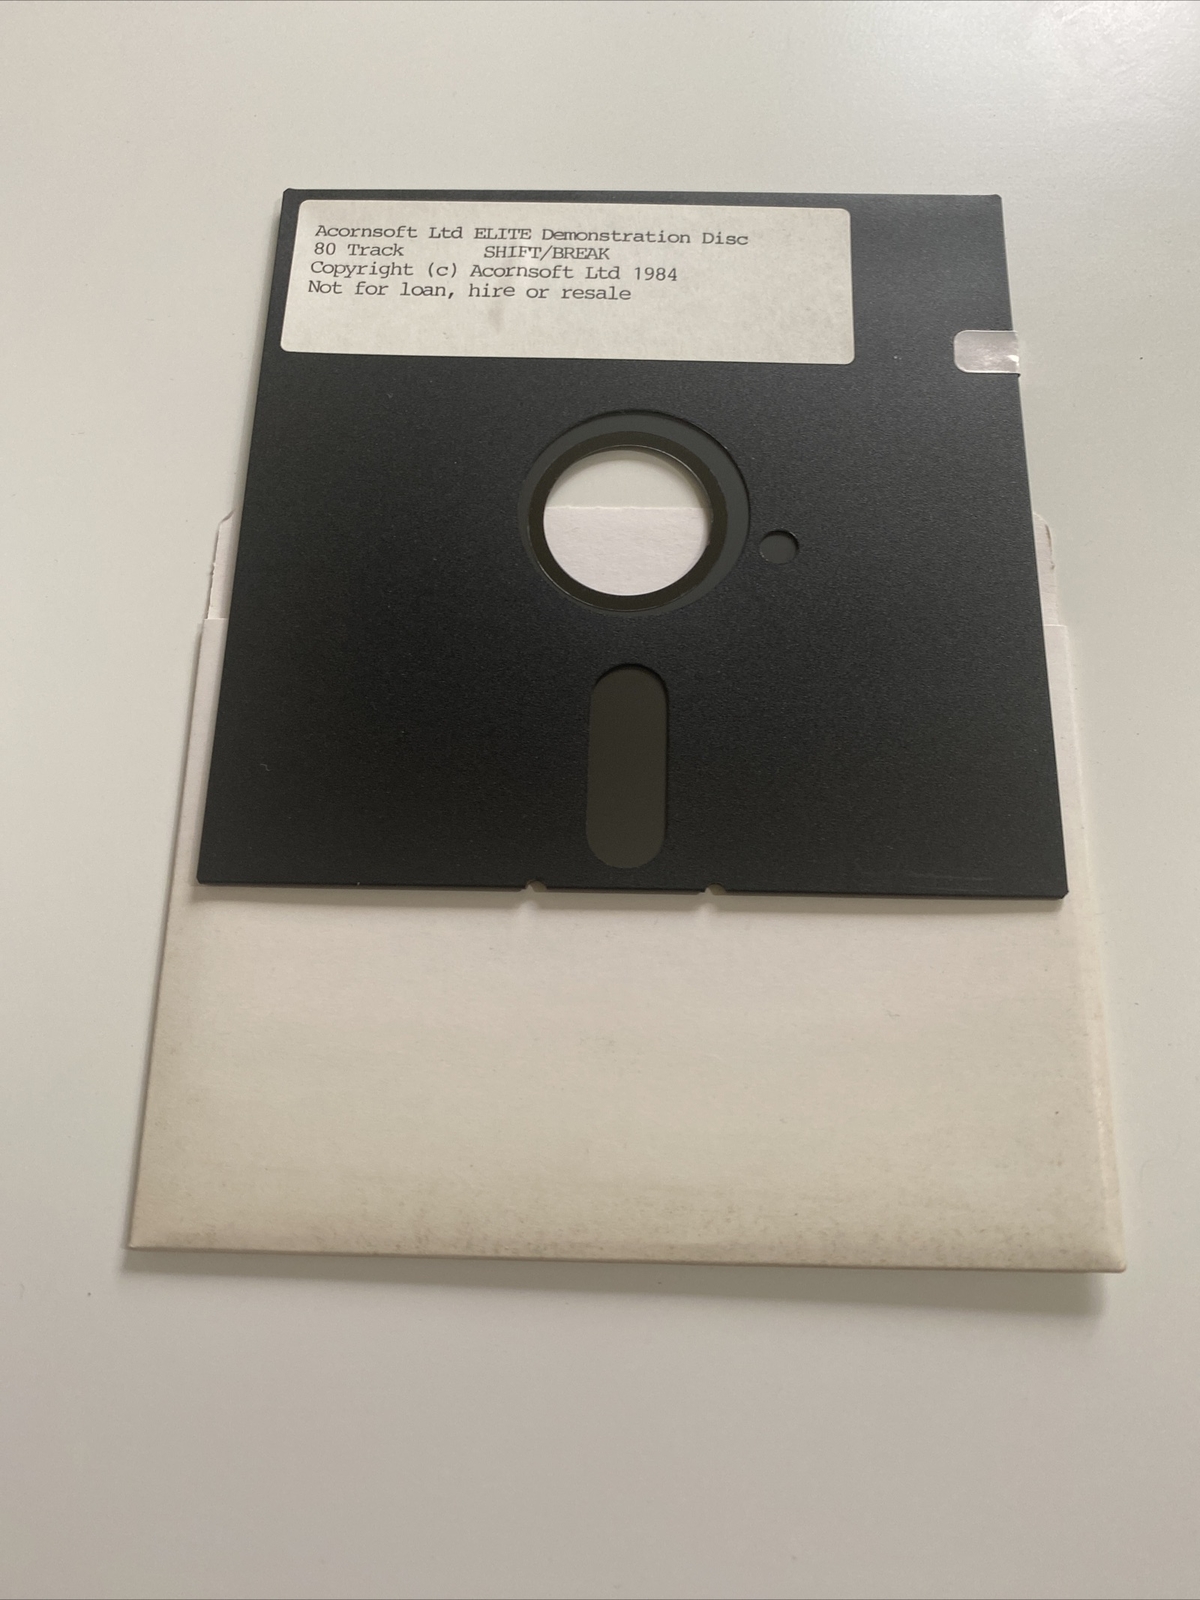 Acornsoft Ltd ELITE Demonstration Disc
80 Track SHIFT/BREAK
Copyright (c) Acornsoft Ltd 1984
Not for loan, hire or resale